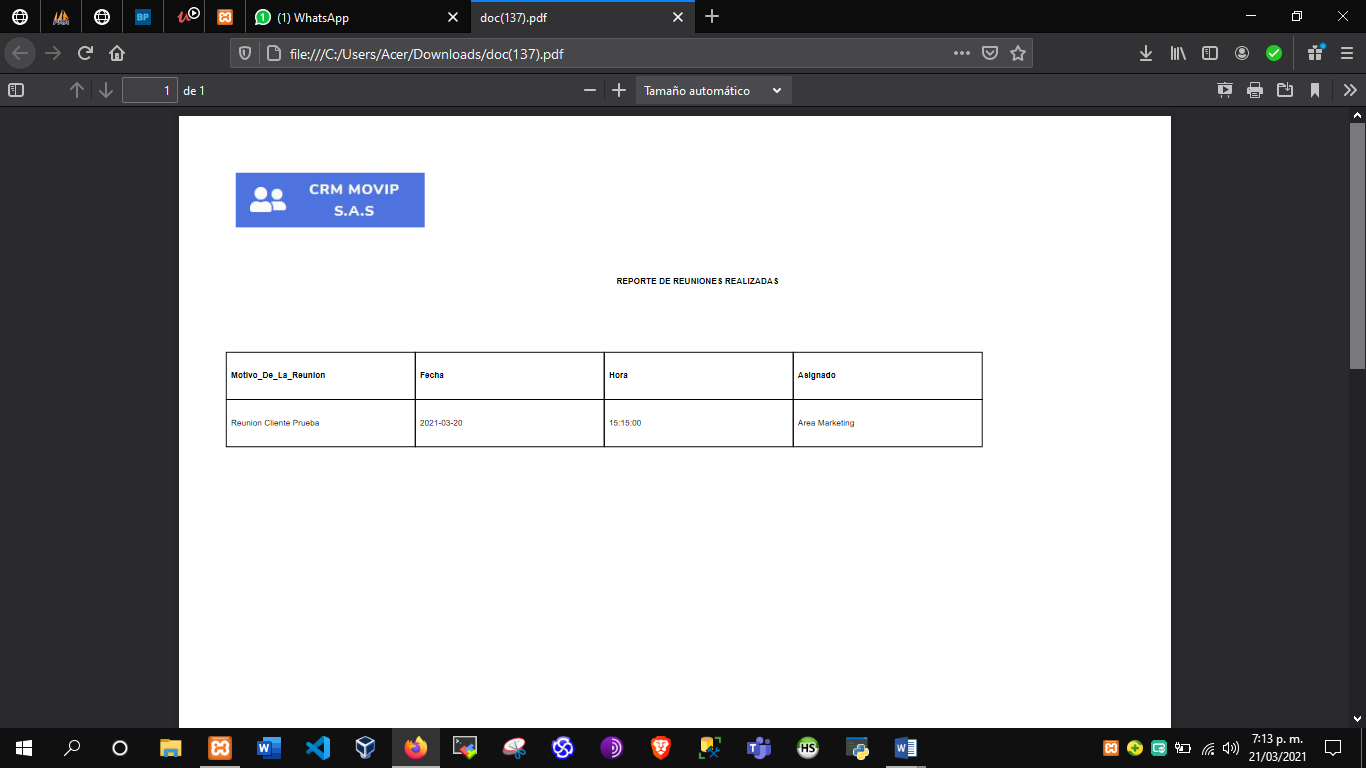 BP
(1) WhatsApp
doc(137).pdf
file:///C:/Users/Acer/Downloads/doc(137).pdf
1 de 1
Tamaño automático
CRM MOVIP
S.A.S
REPORTE DE REUNIONES REALIZADAS
Motivo_De_La_Reunion Fecha Hora Asignado
Reunion Cliente Prueba 2021-03-20 15:15:00 Area Marketing
HS
7:13 p. m.
21/03/2021